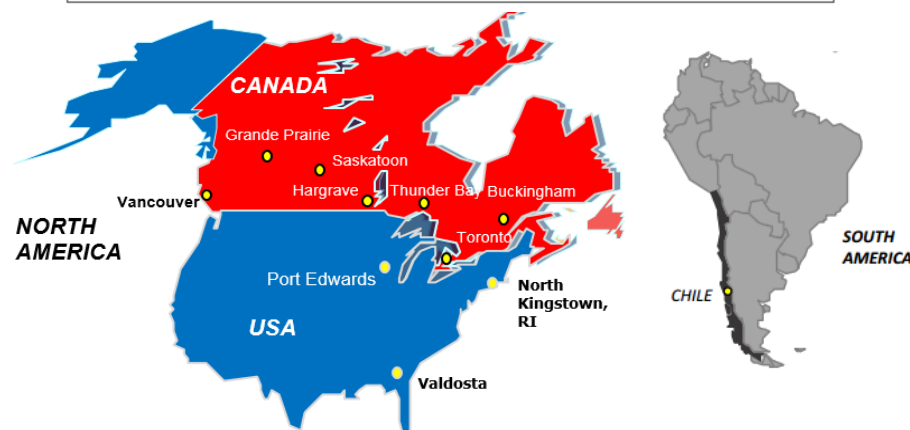 CANADA
Grande Prairie
Saskatoon
Hargrave
Thunder Bay
Buckingham
Vancouver
Toronto
NORTH
AMERICA
Port Edwards
North
Kingstown,
RI
USA
Valdosta
SOUTH
AMERICA
CHILE